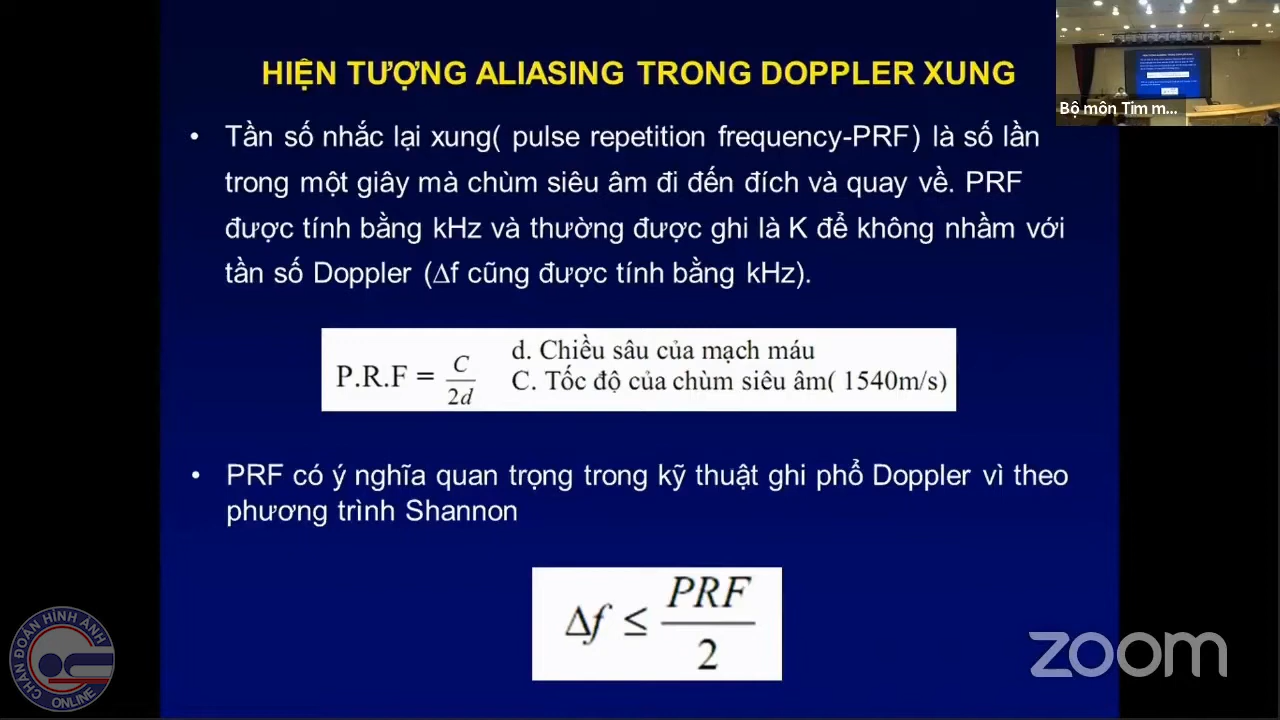 HIỆN TƯỢNG ALIASING TRONG DOPPLER XUNG
Bộ môn Tim m...
• Tần số nhắc lại xung( pulse repetition frequency-PRF) là số lần
trong một giây mà chùm siêu âm đi đến đích và quay về. PRF
được tính bằng kHz và thường được ghi là K để không nhầm với
tần số Doppler (∆f cũng được tính bằng kHz).
P.R.F = C/2d
d. Chiều sâu của mạch máu
C. Tốc độ của chùm siêu âm( 1540m/s)
• PRF có ý nghĩa quan trọng trong kỹ thuật ghi phổ Doppler vì theo
phương trình Shannon
Δf ≤ PRF/2
CHẨN ĐOÁN HÌNH ẢNH
ONLINE
zoom